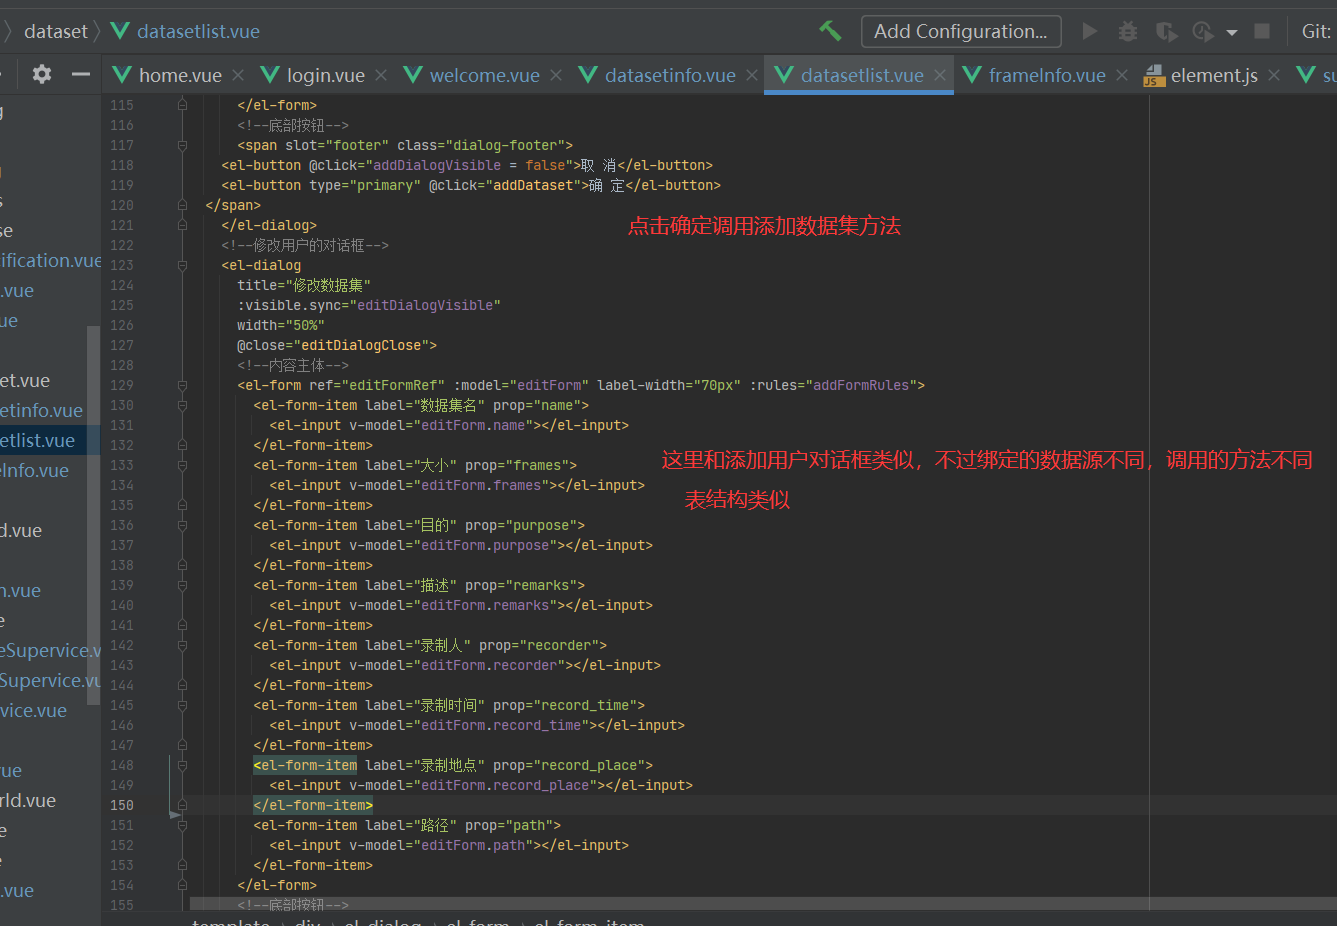 dataset
datasetlist.vue
Add Configuration...
Git:
home.vue
login.vue
welcome.vue
datasetinfo.vue
datasetlist.vue
frameInfo.vue
element.js
su
115 </el-form>
116 <!--底部按钮-->
117 <span slot="footer" class="dialog-footer">
118 <el-button @click="addDialogVisible = false">取 消</el-button>
119 <el-button type="primary" @click="addDataset">确 定</el-button>
120 </span>
121 </el-dialog>
点击确定调用添加数据集方法
122 <!--修改用户的对话框-->
123 <el-dialog
124 title="修改数据集"
125 :visible.sync="editDialogVisible"
126 width="50%"
127 @close="editDialogClose">
128 <!--内容主体-->
129 <el-form ref="editFormRef" :model="editForm" label-width="70px" :rules="addFormRules">
130 <el-form-item label="数据集名" prop="name">
131 <el-input v-model="editForm.name"></el-input>
132 </el-form-item>
133 <el-form-item label="大小" prop="frames">
这里和添加用户对话框类似，不过绑定的数据源不同，调用的方法不同
134 <el-input v-model="editForm.frames"></el-input>
135 </el-form-item>
表结构类似
136 <el-form-item label="目的" prop="purpose">
137 <el-input v-model="editForm.purpose"></el-input>
138 </el-form-item>
139 <el-form-item label="描述" prop="remarks">
140 <el-input v-model="editForm.remarks"></el-input>
141 </el-form-item>
142 <el-form-item label="录制人" prop="recorder">
143 <el-input v-model="editForm.recorder"></el-input>
144 </el-form-item>
145 <el-form-item label="录制时间" prop="record_time">
146 <el-input v-model="editForm.record_time"></el-input>
147 </el-form-item>
148 <el-form-item label="录制地点" prop="record_place">
149 <el-input v-model="editForm.record_place"></el-input>
150 </el-form-item>
151 <el-form-item label="路径" prop="path">
152 <el-input v-model="editForm.path"></el-input>
153 </el-form-item>
154 </el-form>
155 <!--底部按钮-->
se
ification.vue
.vue
ue
et.vue
etinfo.vue
etlist.vue
eInfo.vue
d.vue
n.vue
e
eSupervice.v
Supervice.vu
vice.vue
vue
rld.vue
e
.vue
template
div
el-dialog
el-form
el-form-item